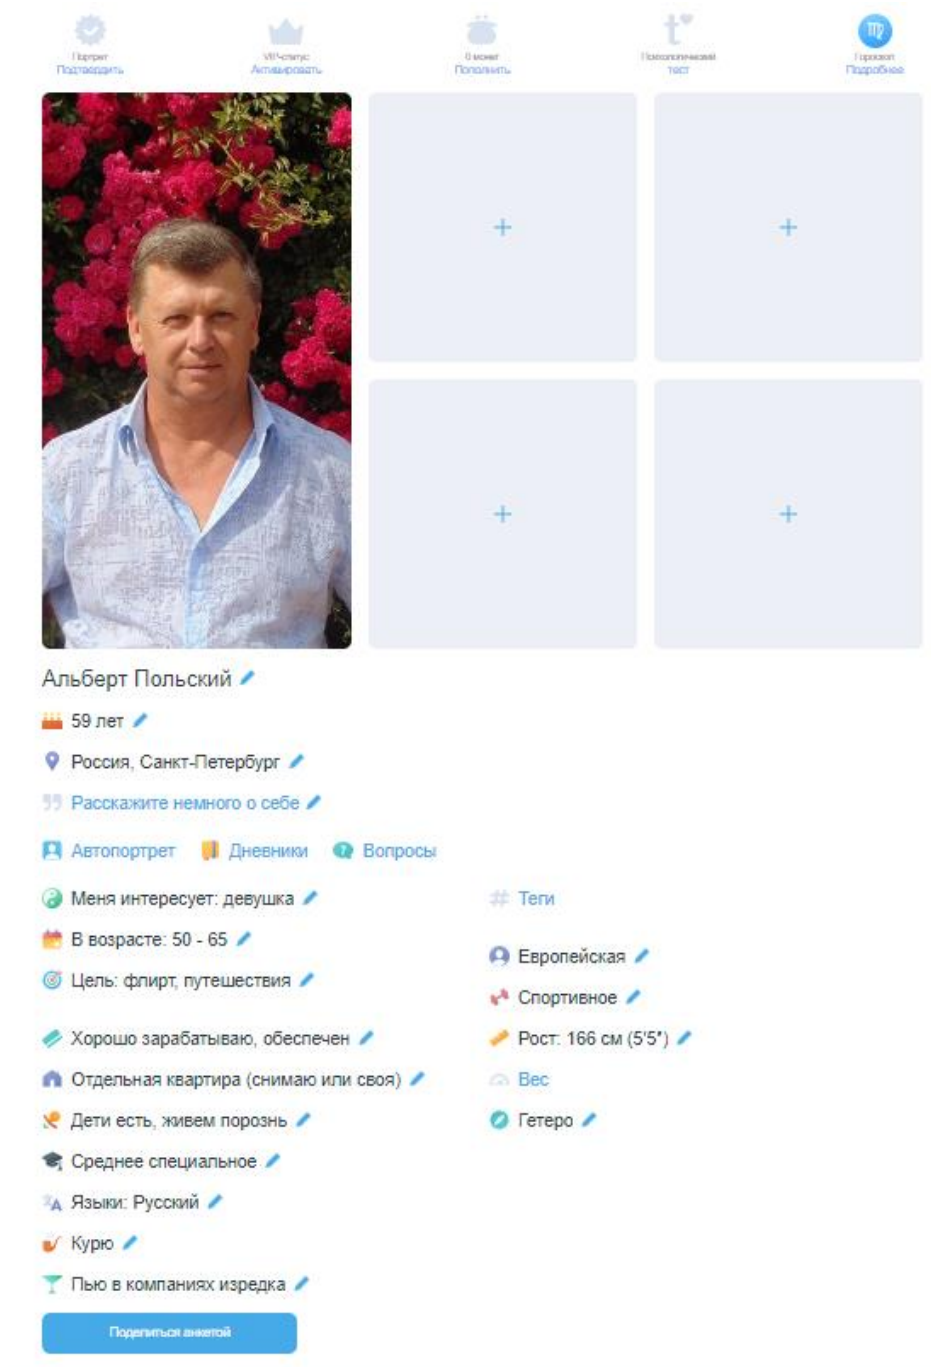 Портрет
Подтвердить
VIP-статус
Активировать
0 монет
Пополнить
Психологический
тест
Гороскоп
Подробнее
Альберт Польский
59 лет
Россия, Санкт-Петербург
Расскажите немного о себе
Автопортрет Дневники Вопросы
Меня интересует: девушка
В возрасте: 50 - 65
Цель: флирт, путешествия
Хорошо зарабатываю, обеспечен
Отдельная квартира (снимаю или своя)
Дети есть, живем порознь
Среднее специальное
Языки: Русский
Курю
Пью в компаниях изредка
Теги
Европейская
Спортивное
Рост: 166 см (5'5")
Вес
Гетеро
Поделиться анкетой